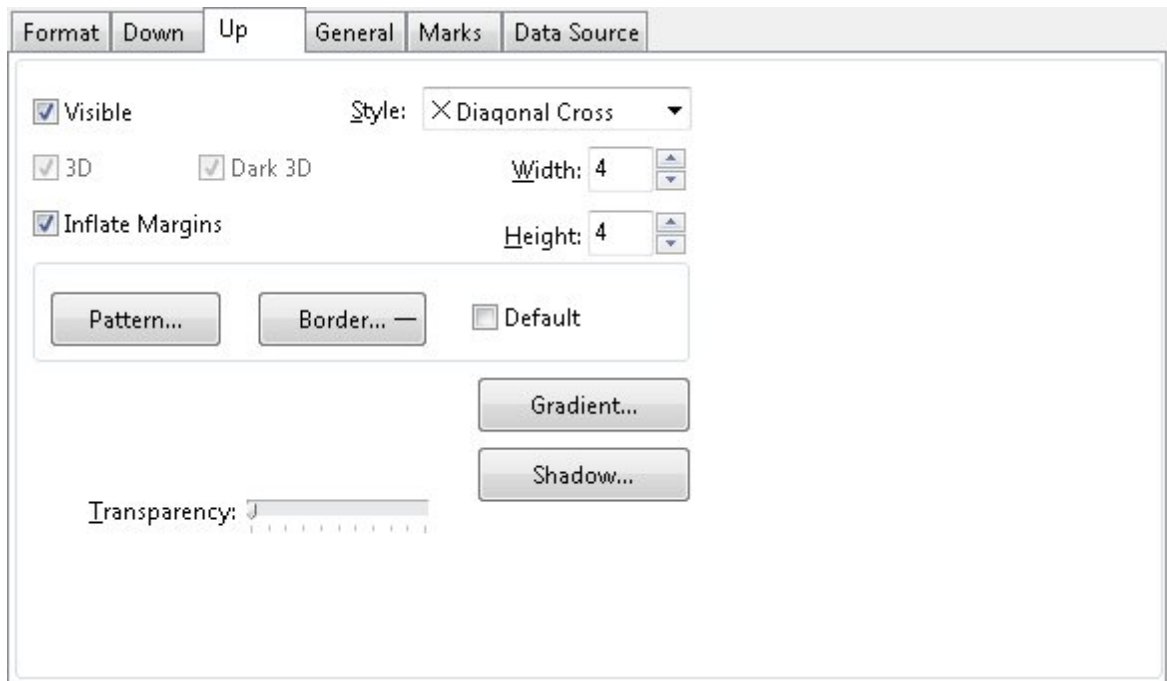 Format Down Up General Marks Data Source
Visible Style: Diagonal Cross
3D Dark 3D Width: 4
Inflate Margins Height: 4
Pattern... Border... Default
Gradient...
Shadow...
Transparency: